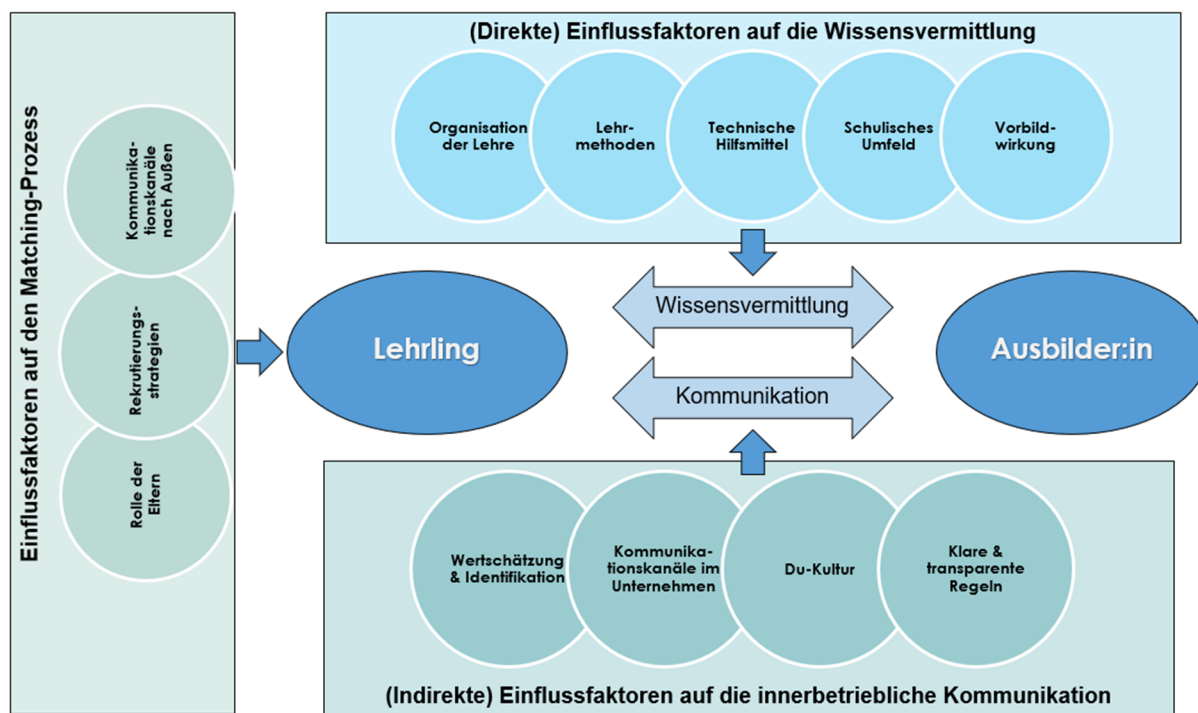 Einflussfaktoren auf den Matching-Prozess
Kommunika-
tionskanäle
nach Außen
Rekrutierungs-
strategien
Rolle der
Eltern
(Direkte) Einflussfaktoren auf die Wissensvermittlung
Organisation
der Lehre
Lehr-
methoden
Technische
Hilfsmittel
Schulisches
Umfeld
Vorbild-
wirkung
Lehrling
Wissensvermittlung
Kommunikation
Ausbilder:in
Wertschätzung
& Identifikation
Kommunika-
tionskanäle im
Unternehmen
Du-Kultur
Klare &
transparente
Regeln
(Indirekte) Einflussfaktoren auf die innerbetriebliche Kommunikation